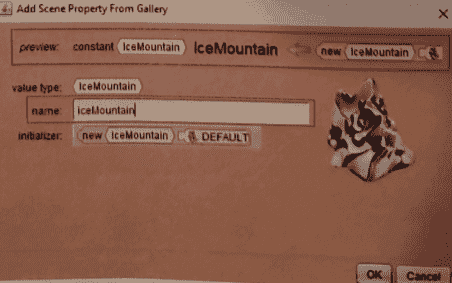 Add Scene Property From Gallery
preview: constant IceMountain IceMountain new IceMountain
value type: IceMountain
name: iceMountain
initializer: new IceMountain DEFAULT
OK Cancel